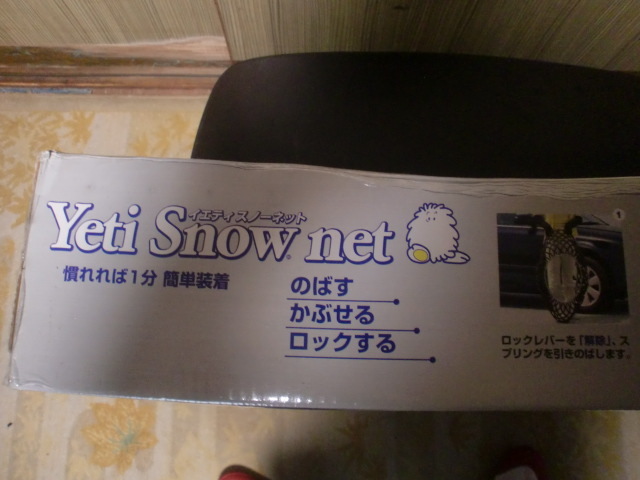 イエティスノーネット
Yeti Snow net
慣れれば1分 簡単装着
のばす
かぶせる
ロックする
1
ロックレバーを「解除」、ス
プリングを引きのばします。